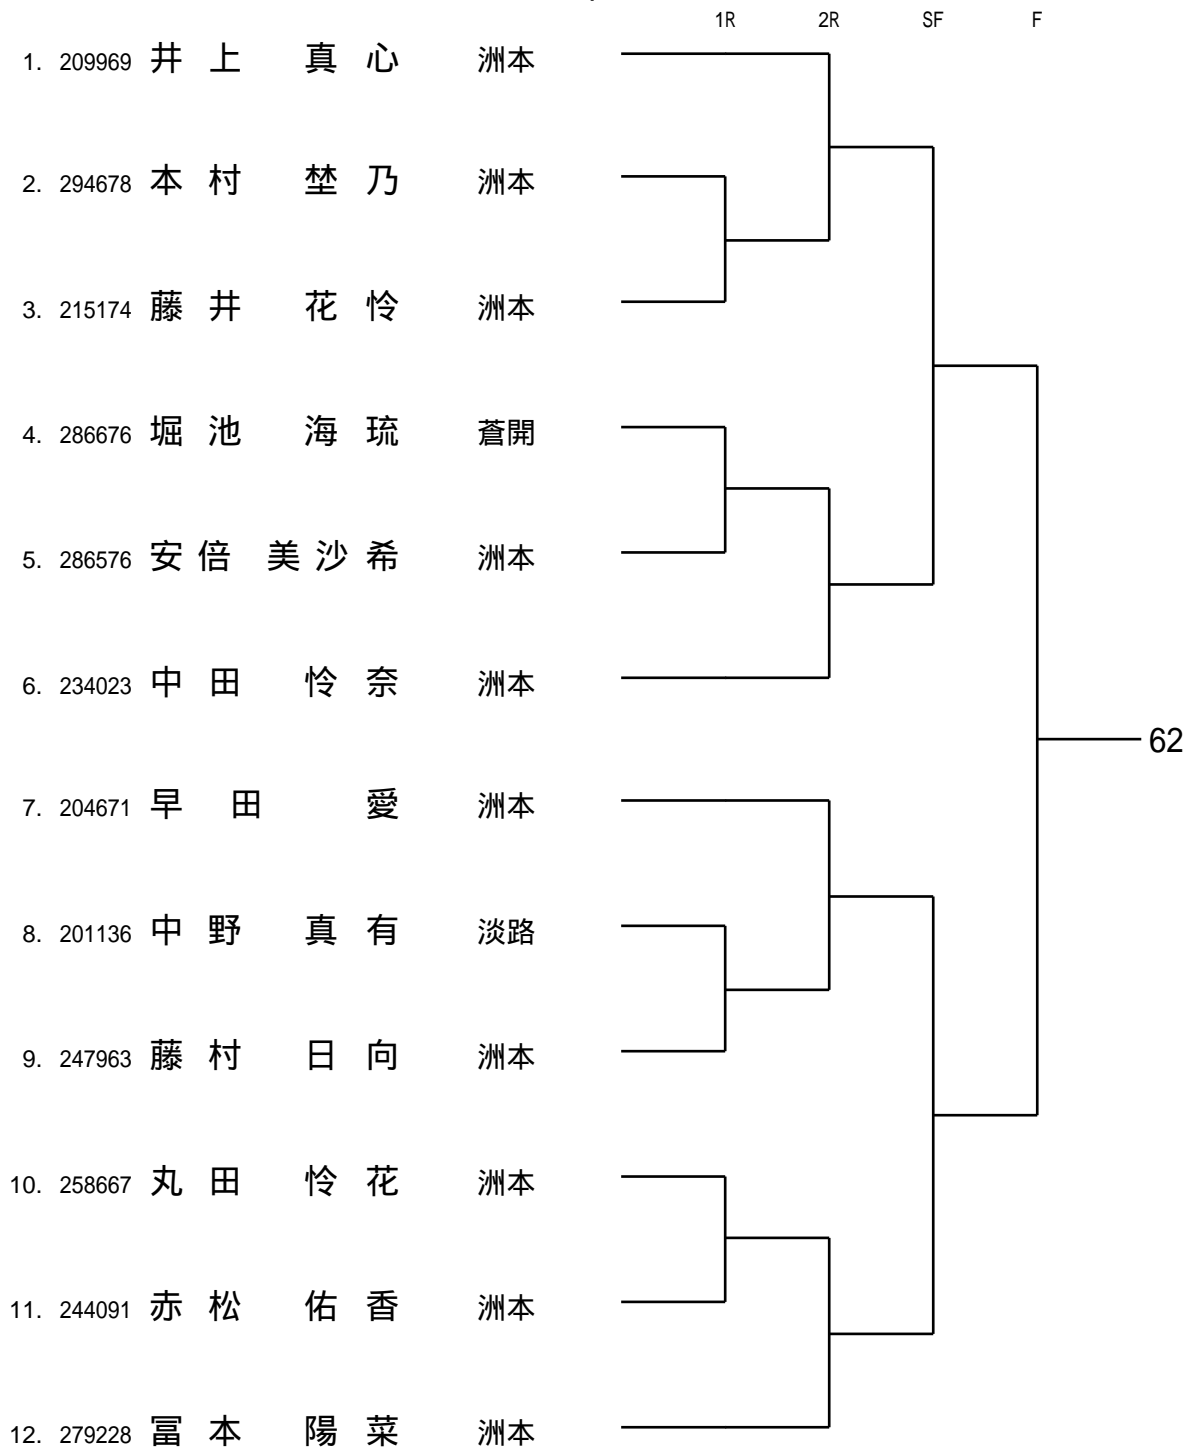 1R 2R SF F
1. 209969 井上 真心 洲本
2. 294678 本村 埜乃 洲本
3. 215174 藤井 花怜 洲本
4. 286676 堀池 海琉 蒼開
5. 286576 安倍 美沙希 洲本
6. 234023 中田 怜奈 洲本
62
7. 204671 早田 愛 洲本
8. 201136 中野 真有 淡路
9. 247963 藤村 日向 洲本
10. 258667 丸田 怜花 洲本
11. 244091 赤松 佑香 洲本
12. 279228 冨本 陽菜 洲本